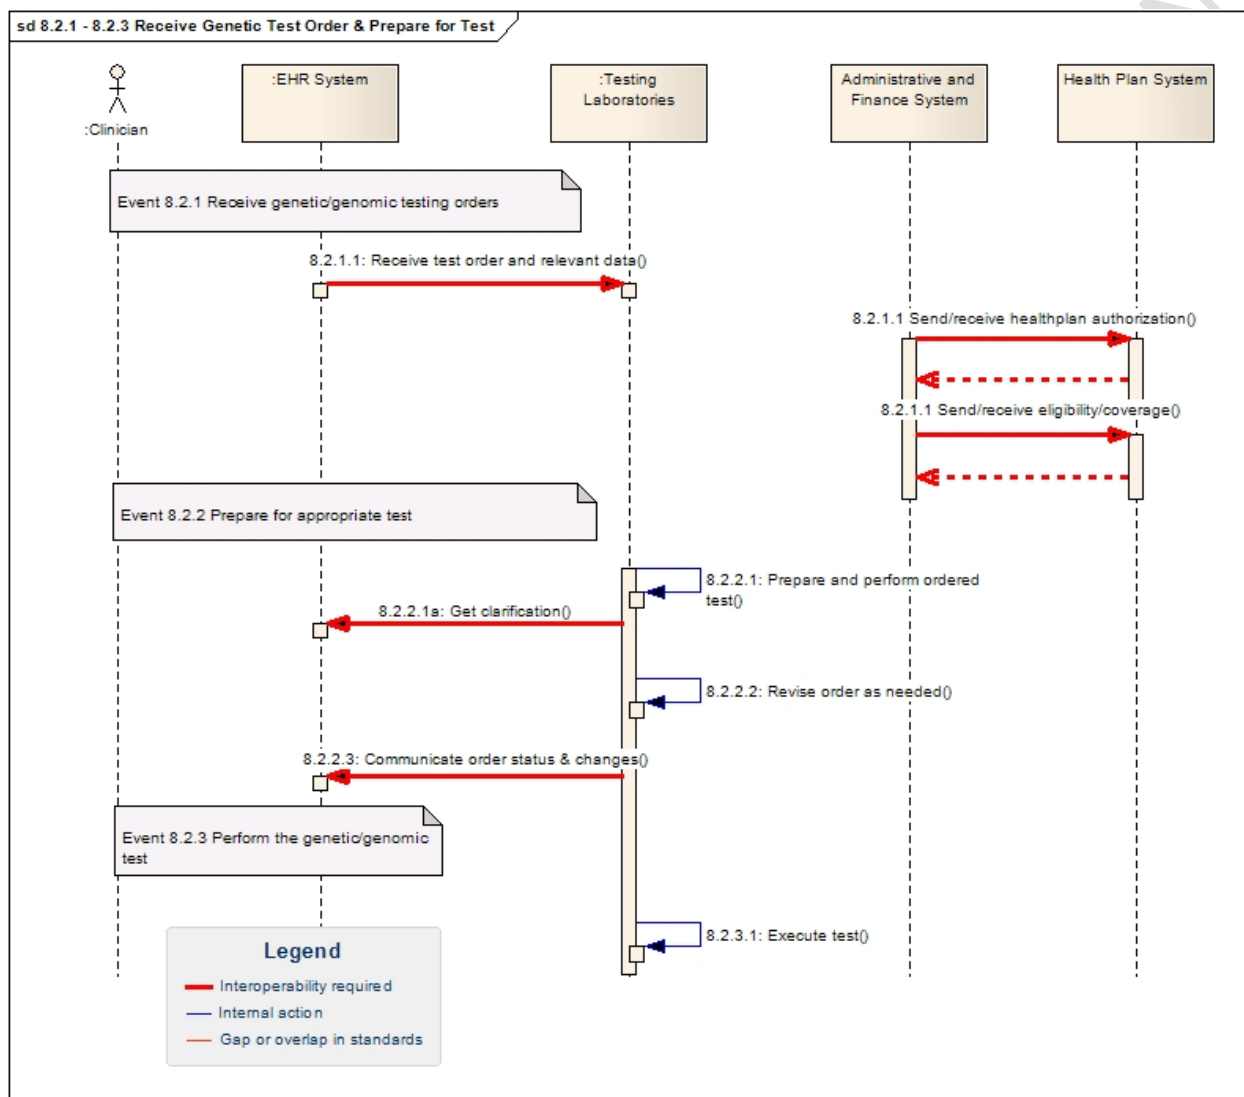 sd 8.2.1 - 8.2.3 Receive Genetic Test Order & Prepare for Test
:Clinician
:EHR System
:Testing
Laboratories
Administrative and
Finance System
Health Plan System
Event 8.2.1 Receive genetic/genomic testing orders
8.2.1.1: Receive test order and relevant data()
8.2.1.1 Send/receive healthplan authorization()
8.2.1.1 Send/receive eligibility/coverage()
Event 8.2.2 Prepare for appropriate test
8.2.2.1: Prepare and perform ordered
test()
8.2.2.1a: Get clarification()
8.2.2.2: Revise order as needed()
8.2.2.3: Communicate order status & changes()
Event 8.2.3 Perform the genetic/genomic
test
8.2.3.1: Execute test()
Legend
Interoperability required
Internal action
Gap or overlap in standards